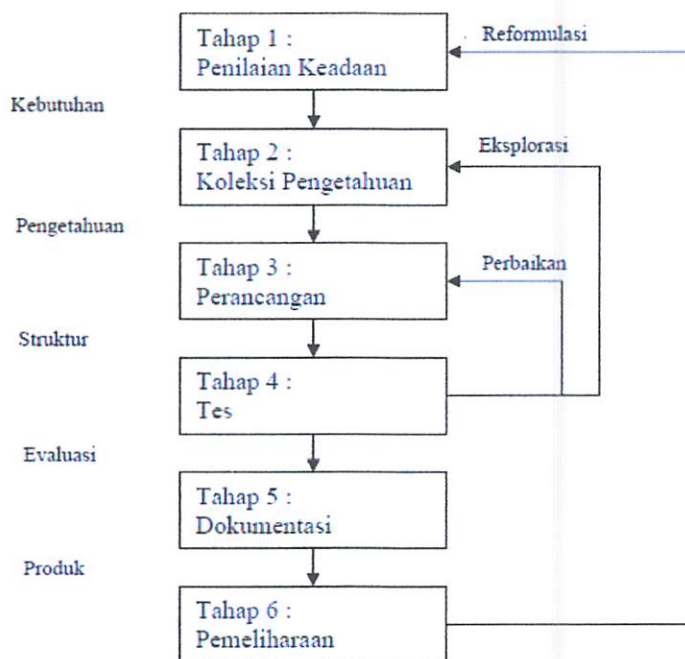 Tahap 1 :
Penilaian Keadaan
Reformulasi
Kebutuhan
Tahap 2 :
Koleksi Pengetahuan
Eksplorasi
Pengetahuan
Tahap 3 :
Perancangan
Perbaikan
Struktur
Tahap 4 :
Tes
Evaluasi
Tahap 5 :
Dokumentasi
Produk
Tahap 6 :
Pemeliharaan